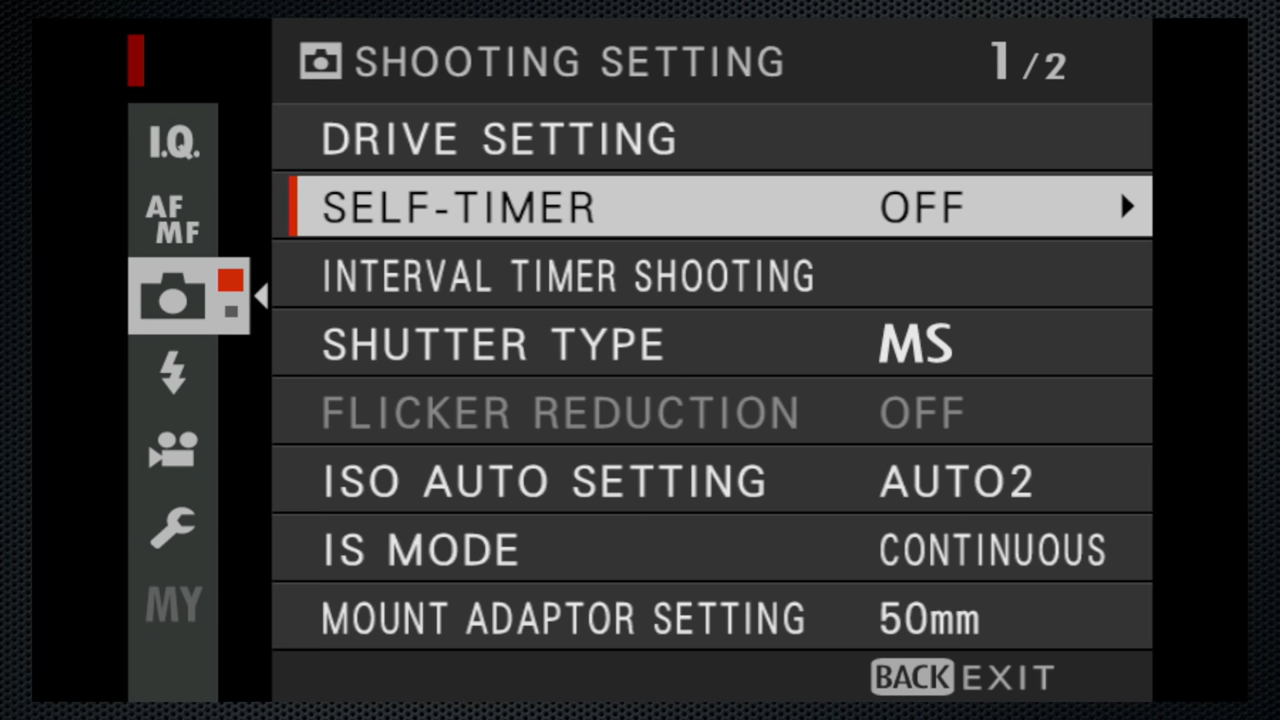 SHOOTING SETTING 1/2
I.Q.
AF
MF
MY
DRIVE SETTING
SELF-TIMER OFF
INTERVAL TIMER SHOOTING
SHUTTER TYPE MS
FLICKER REDUCTION OFF
ISO AUTO SETTING AUTO2
IS MODE CONTINUOUS
MOUNT ADAPTOR SETTING 50mm
BACK EXIT